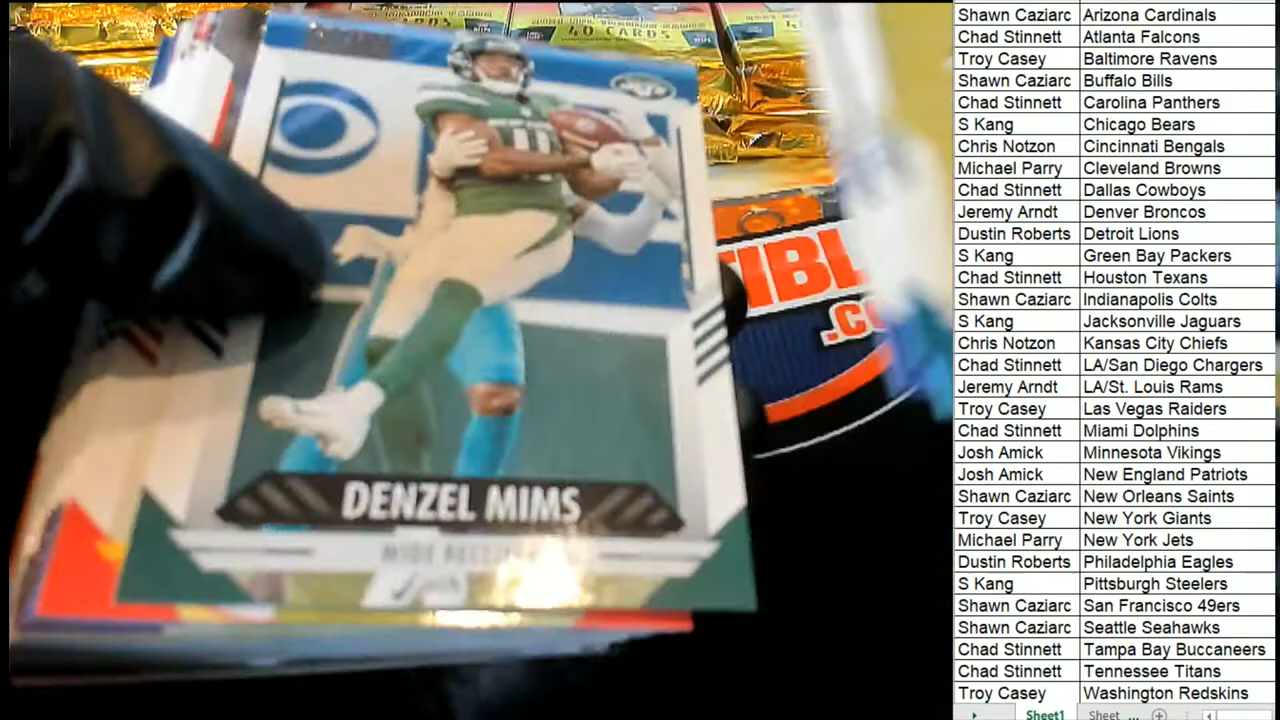 40 CARDS
DENZEL MIMS
WIDE RECEIVER
.C
Shawn Caziarc Arizona Cardinals
Chad Stinnett Atlanta Falcons
Troy Casey Baltimore Ravens
Shawn Caziarc Buffalo Bills
Chad Stinnett Carolina Panthers
S Kang Chicago Bears
Chris Notzon Cincinnati Bengals
Michael Parry Cleveland Browns
Chad Stinnett Dallas Cowboys
Jeremy Arndt Denver Broncos
Dustin Roberts Detroit Lions
S Kang Green Bay Packers
Chad Stinnett Houston Texans
Shawn Caziarc Indianapolis Colts
S Kang Jacksonville Jaguars
Chris Notzon Kansas City Chiefs
Chad Stinnett LA/San Diego Chargers
Jeremy Arndt LA/St. Louis Rams
Troy Casey Las Vegas Raiders
Chad Stinnett Miami Dolphins
Josh Amick Minnesota Vikings
Josh Amick New England Patriots
Shawn Caziarc New Orleans Saints
Troy Casey New York Giants
Michael Parry New York Jets
Dustin Roberts Philadelphia Eagles
S Kang Pittsburgh Steelers
Shawn Caziarc San Francisco 49ers
Shawn Caziarc Seattle Seahawks
Chad Stinnett Tampa Bay Buccaneers
Chad Stinnett Tennessee Titans
Troy Casey Washington Redskins
Sheet1 Sheet ...